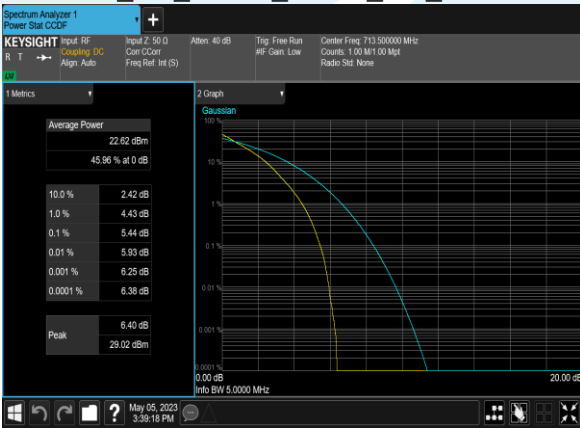 Spectrum Analyzer 1
Power Stat CCDF
+
KEYSIGHT
R T
LW
Input: RF
Coupling: DC
Align: Auto
Input Z: 50 Ω
Corr CCorr
Freq Ref: Int (S)
Atten: 40 dB
Trig: Free Run
#IF Gain: Low
Center Freq: 713.500000 MHz
Counts: 1.00 M/1.00 Mpt
Radio Std: None
1 Metrics
Average Power
22.62 dBm
45.96 % at 0 dB
10.0 % 2.42 dB
1.0 % 4.43 dB
0.1 % 5.44 dB
0.01 % 5.93 dB
0.001 % 6.25 dB
0.0001 % 6.38 dB
Peak
6.40 dB
29.02 dBm
2 Graph
Gaussian
100 %
10 %
1 %
0.1 %
0.01 %
0.001 %
0.0001 %
0.00 dB
20.00 dB
Info BW 5.0000 MHz
?
May 05, 2023
3:39:18 PM